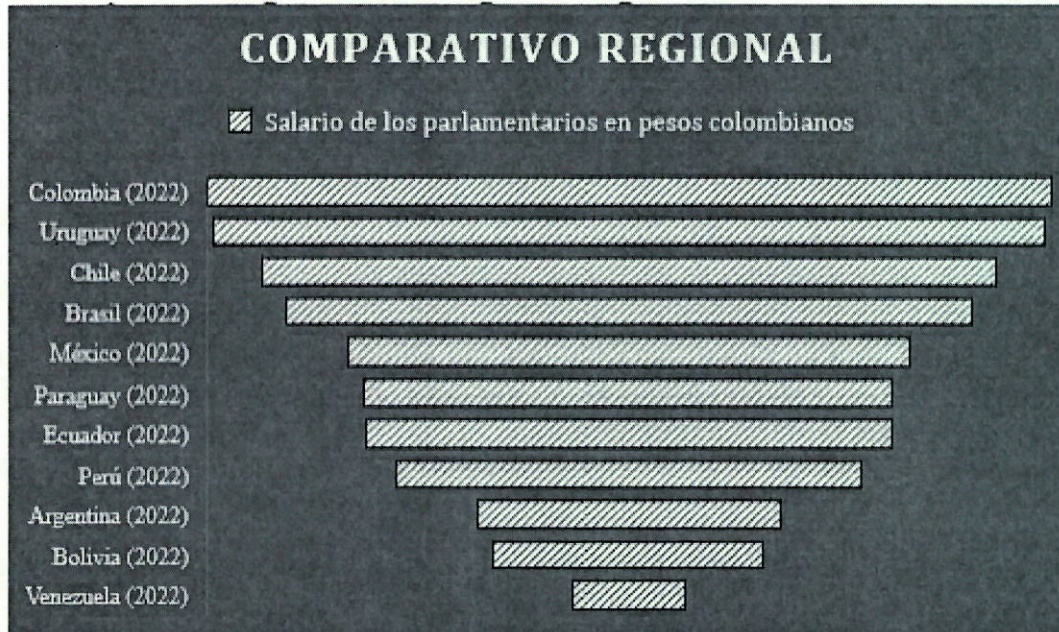 COMPARATIVO REGIONAL
Salario de los parlamentarios en pesos colombianos
Colombia (2022)
Uruguay (2022)
Chile (2022)
Brasil (2022)
México (2022)
Paraguay (2022)
Ecuador (2022)
Perú (2022)
Argentina (2022)
Bolivia (2022)
Venezuela (2022)